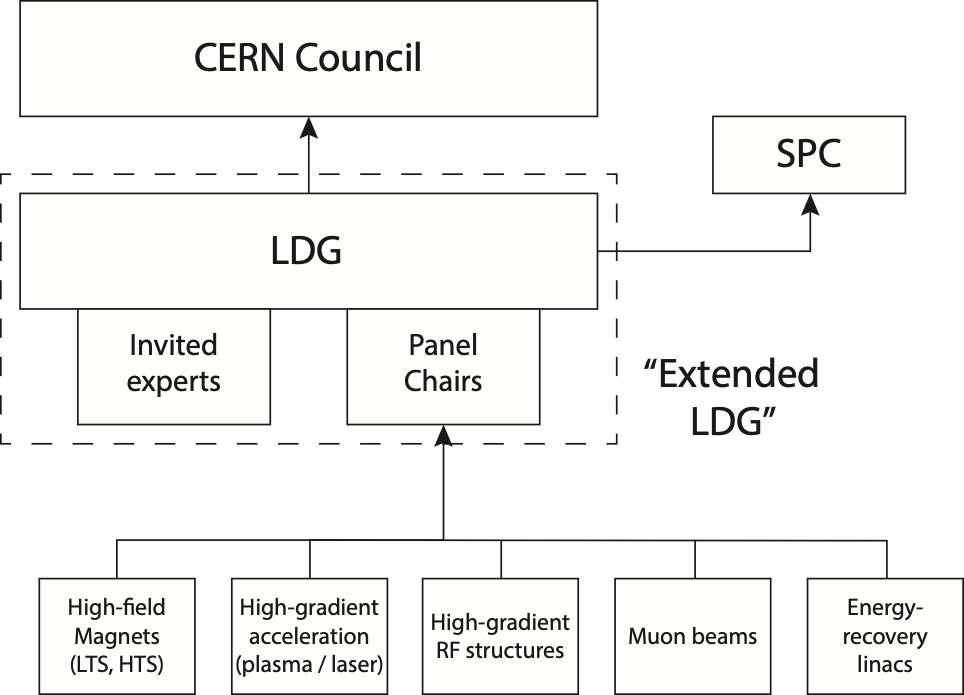 CERN Council
SPC
LDG
Invited
experts
Panel
Chairs
“Extended
LDG”
High-field
Magnets
(LTS, HTS)
High-gradient
acceleration
(plasma / laser)
High-gradient
RF structures
Muon beams
Energy-
recovery
linacs